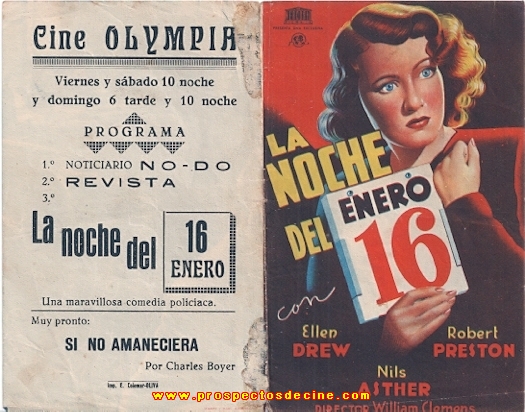 Cine OLYMPIA
Viernes y sábado 10 noche
y domingo 6 tarde y 10 noche
PROGRAMA
1.º NOTICIARIO NO-DO
2.º REVISTA
3.º
La noche del 16 ENERO
Una maravillosa comedia policiaca.
Muy pronto:
SI NO AMANECIERA
Por Charles Boyer
LA
NOCHE
DEL
ENERO
16
con
Ellen
DREW
Robert
PRESTON
Nils
ASTHER
DIRECTOR William Clemens
www.prospectosdecine.com